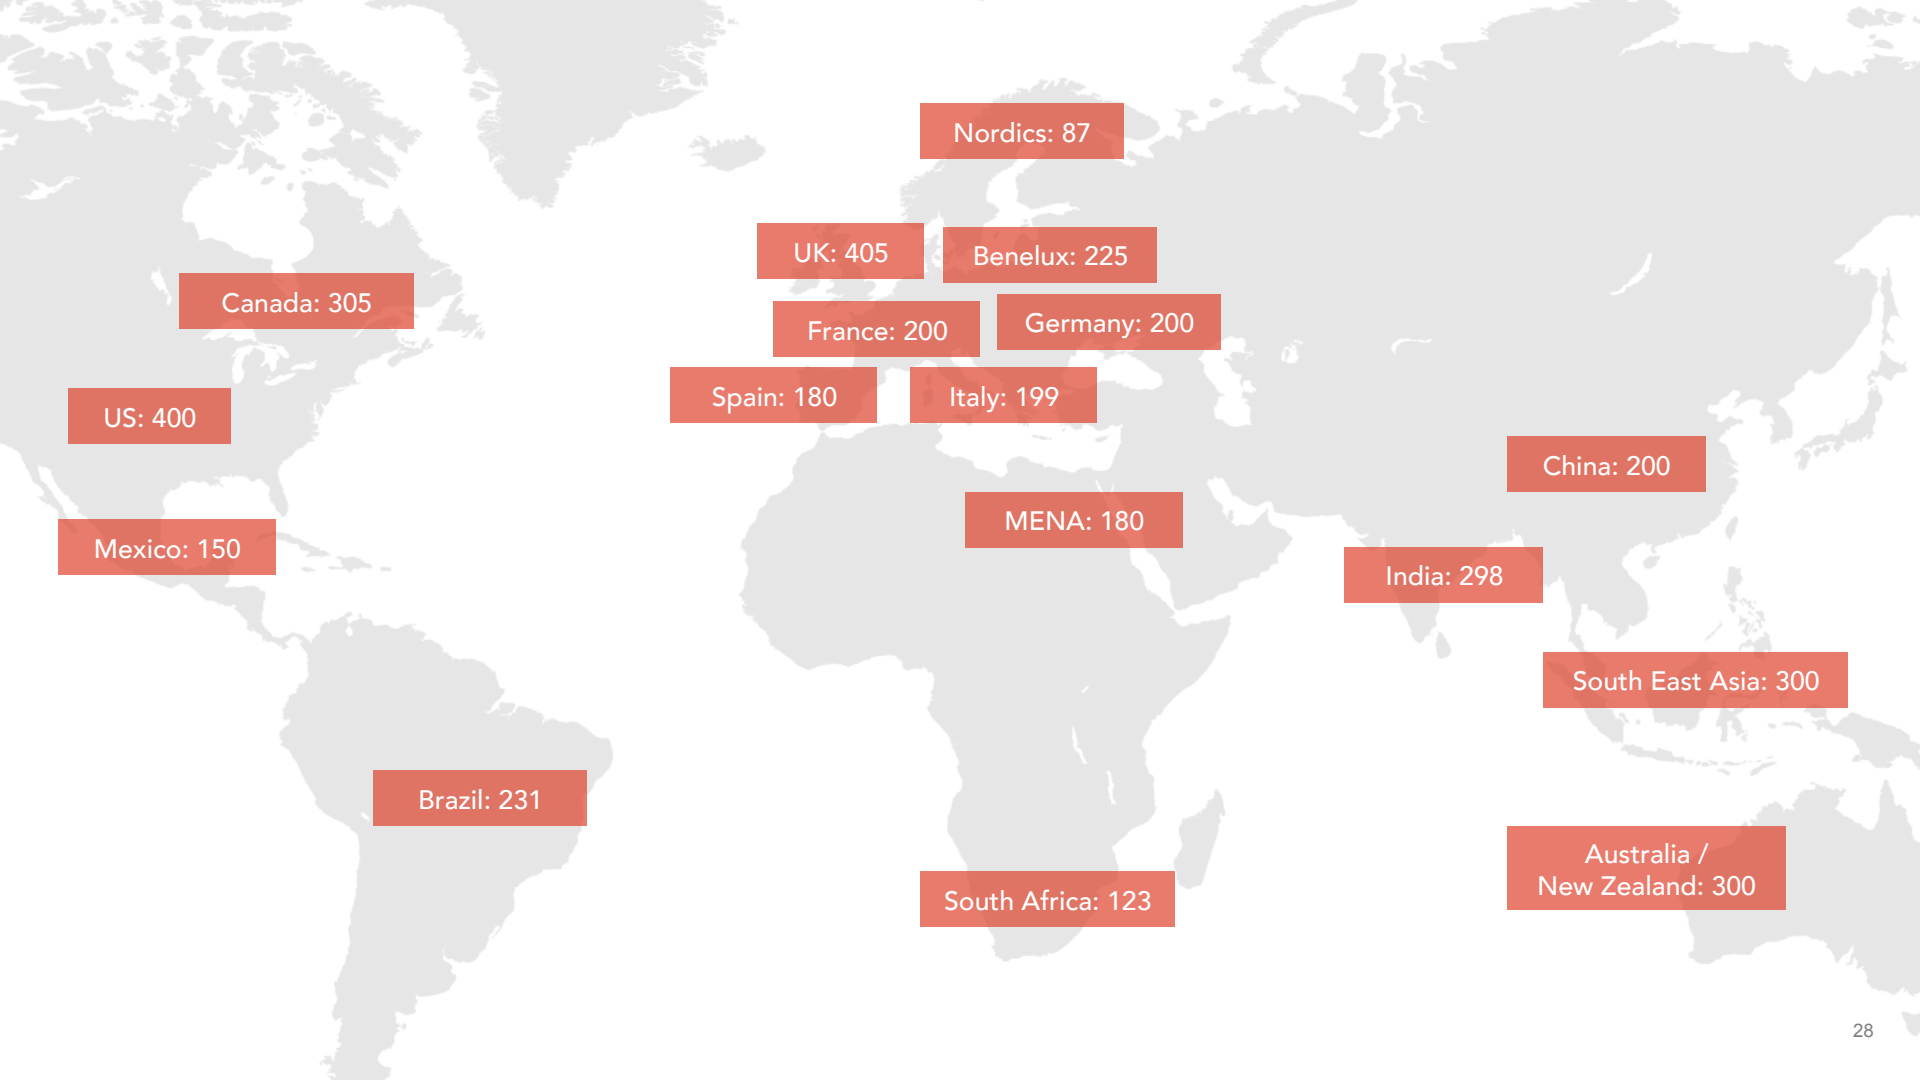 Nordics: 87
UK: 405
Benelux: 225
Canada: 305
France: 200
Germany: 200
US: 400
Spain: 180
Italy: 199
China: 200
Mexico: 150
MENA: 180
India: 298
South East Asia: 300
Brazil: 231
Australia /
New Zealand: 300
South Africa: 123
28